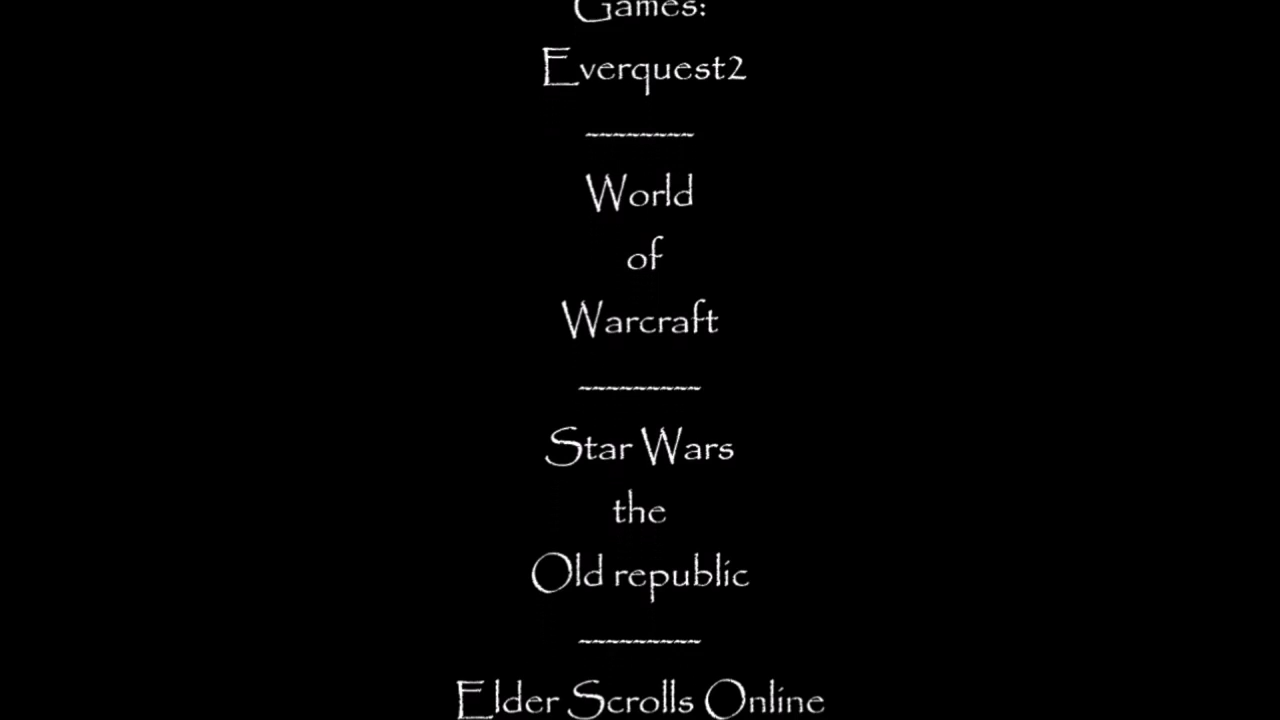 Games:
Everquest2
~~~~~~~~
World
of
Warcraft
~~~~~~~~~
Star Wars
the
Old republic
~~~~~~~~~
Elder Scrolls Online